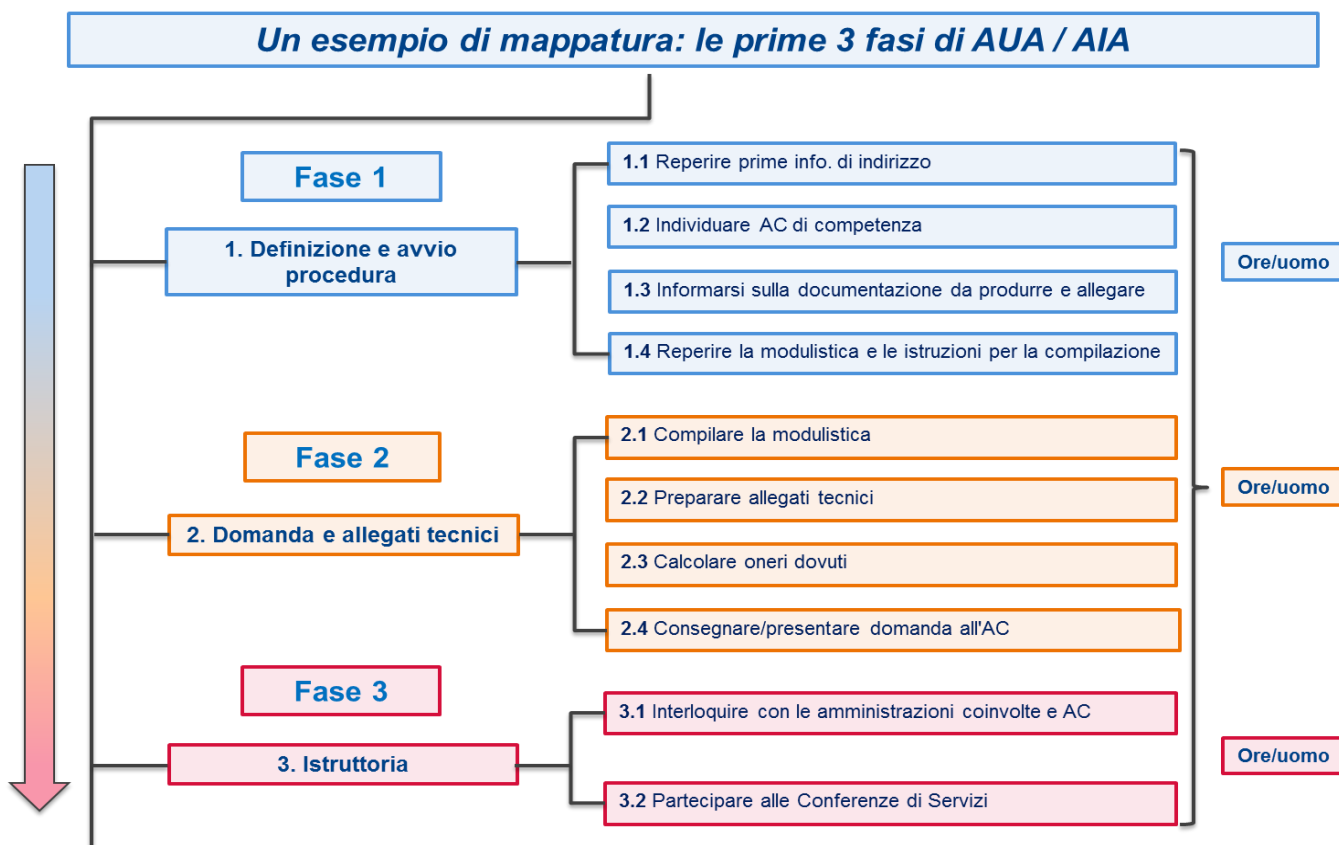 Un esempio di mappatura: le prime 3 fasi di AUA / AIA
Fase 1
1. Definizione e avvio
procedura
1.1 Reperire prime info. di indirizzo
1.2 Individuare AC di competenza
1.3 Informarsi sulla documentazione da produrre e allegare
1.4 Reperire la modulistica e le istruzioni per la compilazione
Ore/uomo
Fase 2
2. Domanda e allegati tecnici
2.1 Compilare la modulistica
2.2 Preparare allegati tecnici
2.3 Calcolare oneri dovuti
2.4 Consegnare/presentare domanda all'AC
Ore/uomo
Fase 3
3. Istruttoria
3.1 Interloquire con le amministrazioni coinvolte e AC
3.2 Partecipare alle Conferenze di Servizi
Ore/uomo